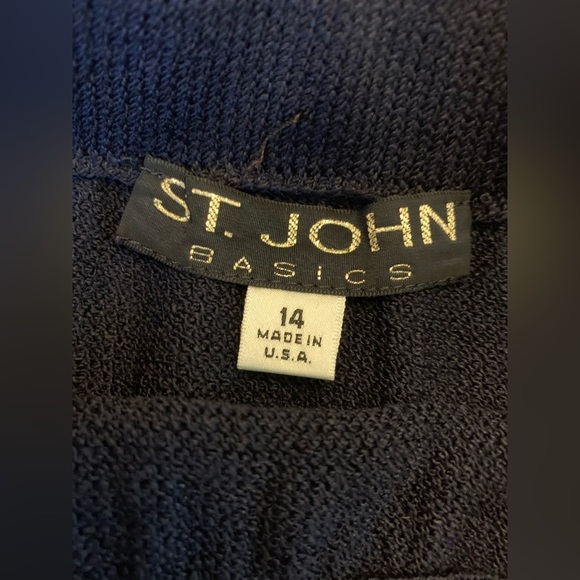 ST. JOHN
BASICS
14
MADE IN
U.S.A.